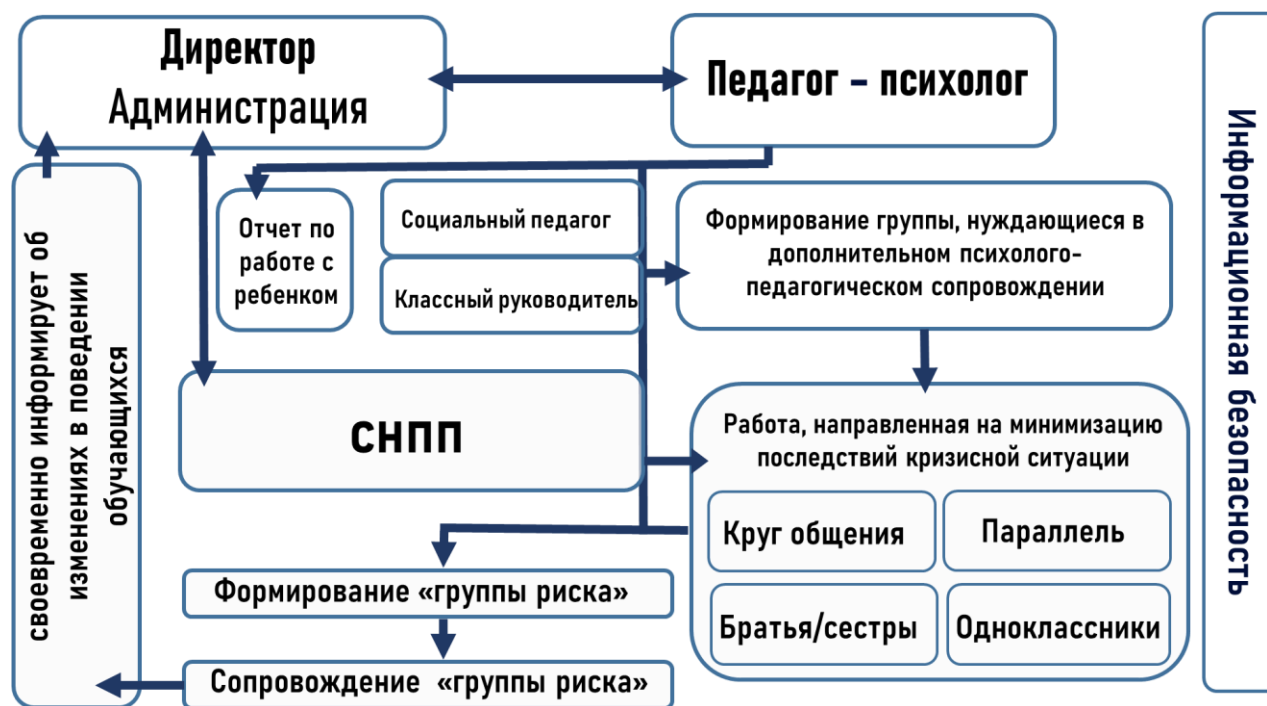 Директор
Администрация
Педагог – психолог
Отчет по
работе с
ребенком
Социальный педагог
Классный руководитель
Формирование группы, нуждающиеся в
дополнительном психолого-
педагогическом сопровождении
СНПП
Работа, направленная на минимизацию
последствий кризисной ситуации
Круг общения
Параллель
Братья/сестры
Одноклассники
Формирование «группы риска»
Сопровождение «группы риска»
своевременно информирует об
изменениях в поведении
обучающихся
Информационная безопасность